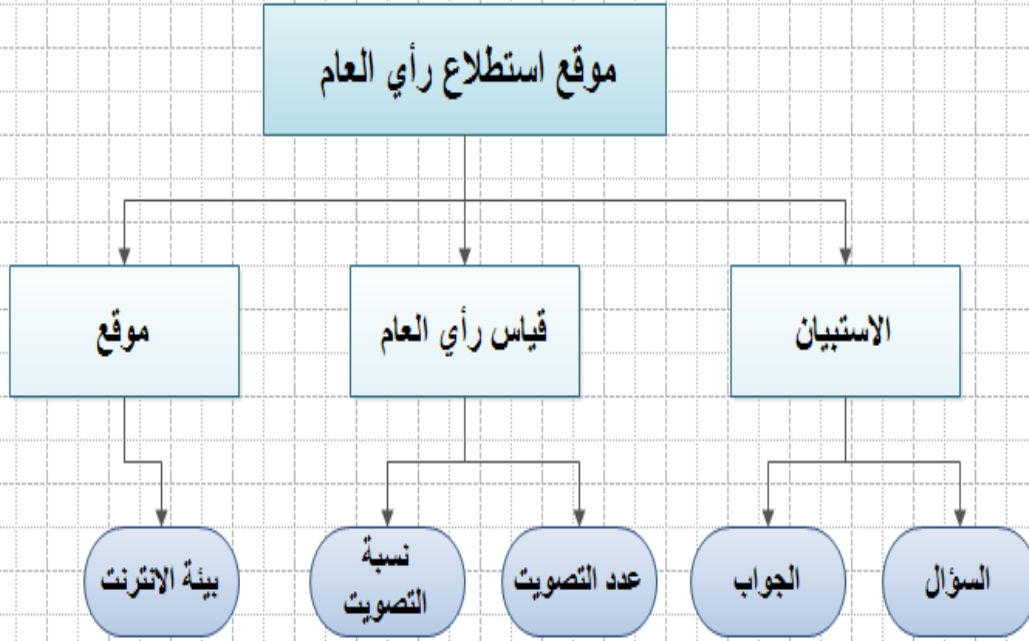 موقع استطلاع رأي العام
الاستبيان
قياس رأي العام
موقع
السؤال
الجواب
عدد التصويت
نسبة
التصويت
بيئة الانترنت